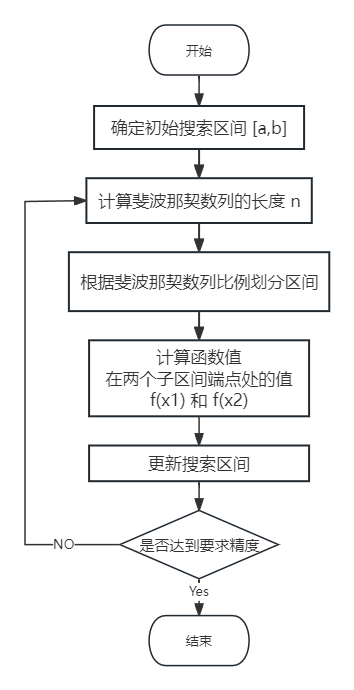 开始
确定初始搜索区间 [a,b]
计算斐波那契数列的长度 n
根据斐波那契数列比例划分区间
计算函数值
在两个子区间端点处的值
f(x1) 和 f(x2)
更新搜索区间
是否达到要求精度
NO
Yes
结束